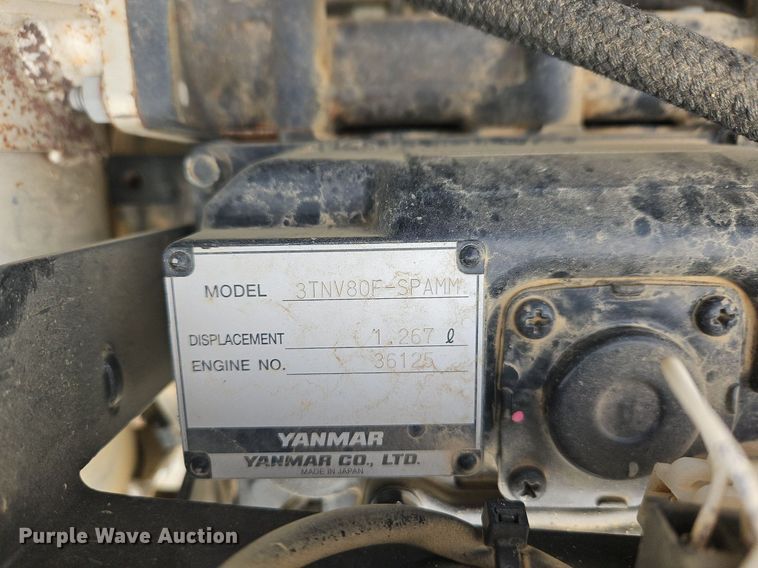 MODEL 3TNV80F-SPAMM
DISPLACEMENT 1.267 ℓ
ENGINE NO. 36125
YANMAR
YANMAR CO., LTD.
MADE IN JAPAN
Purple Wave Auction